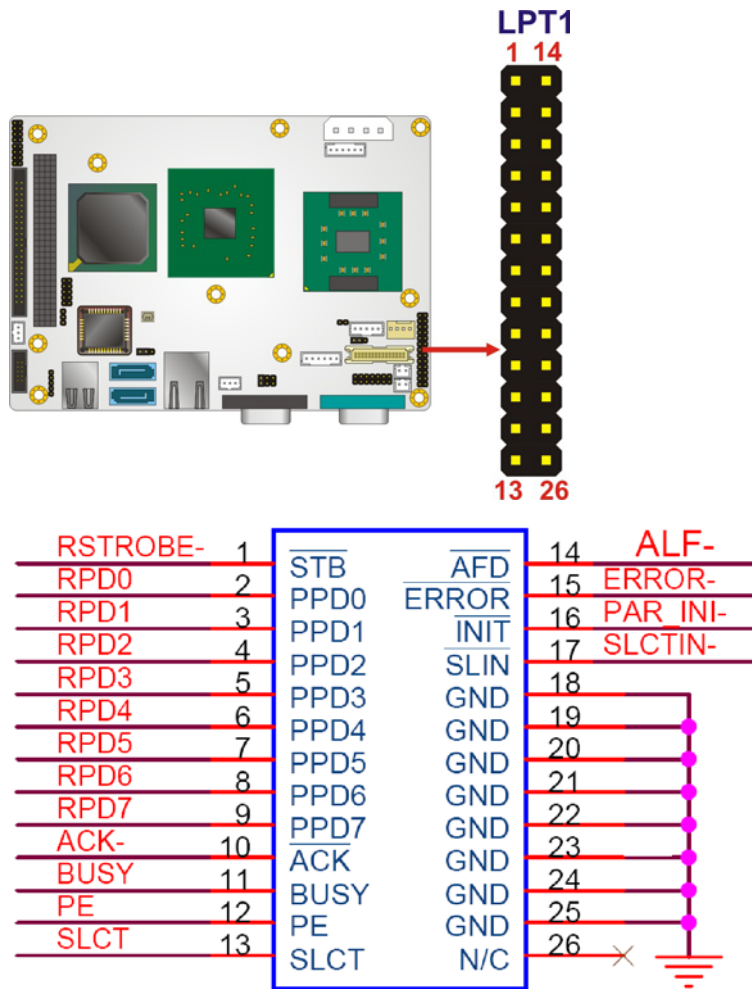 LPT1
1 14
13 26
RSTROBE- 1 STB AFD 14 ALF-
RPD0 2 PPD0 ERROR 15 ERROR-
RPD1 3 PPD1 INIT 16 PAR_INI-
RPD2 4 PPD2 SLIN 17 SLCTIN-
RPD3 5 PPD3 GND 18
RPD4 6 PPD4 GND 19
RPD5 7 PPD5 GND 20
RPD6 8 PPD6 GND 21
RPD7 9 PPD7 GND 22
ACK- 10 ACK GND 23
BUSY 11 BUSY GND 24
PE 12 PE GND 25
SLCT 13 SLCT N/C 26